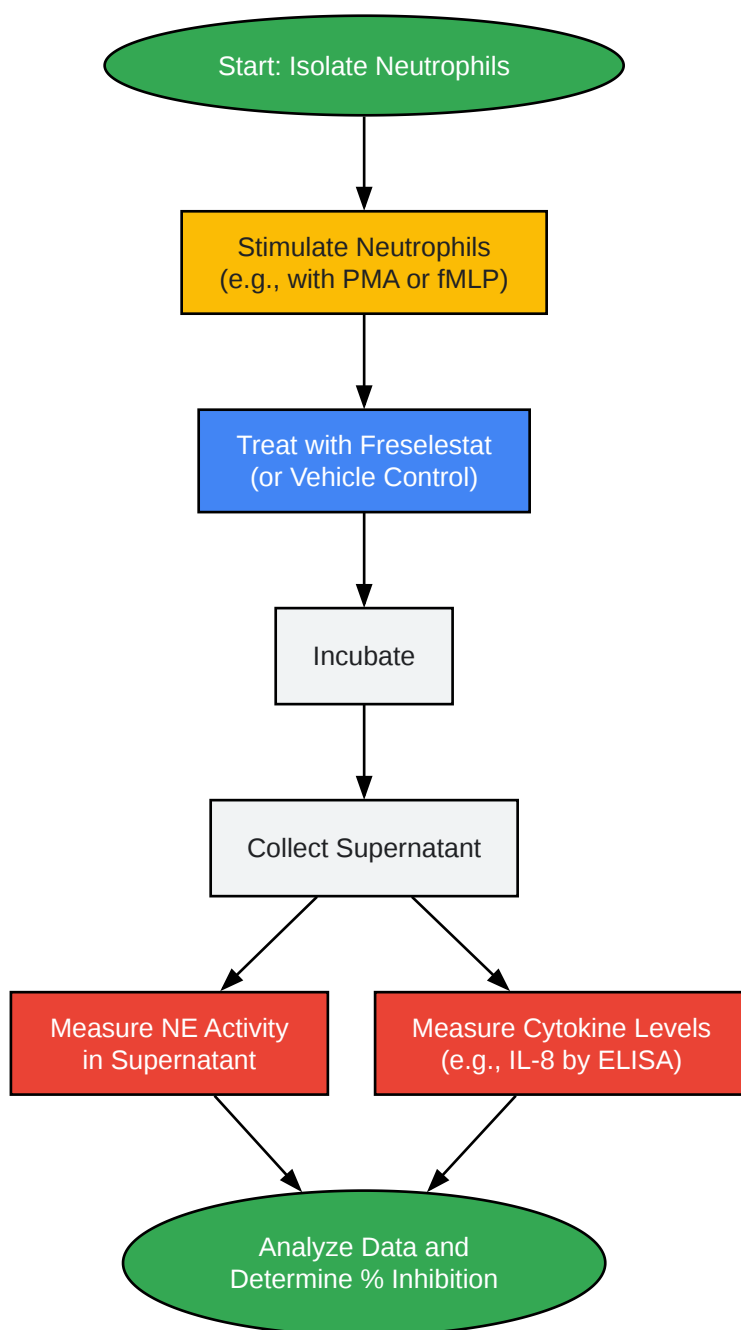 Start: Isolate Neutrophils
Stimulate Neutrophils
(e.g., with PMA or fMLP)
Treat with Freselestat
(or Vehicle Control)
Incubate
Collect Supernatant
Measure NE Activity
in Supernatant
Measure Cytokine Levels
(e.g., IL-8 by ELISA)
Analyze Data and
Determine % Inhibition